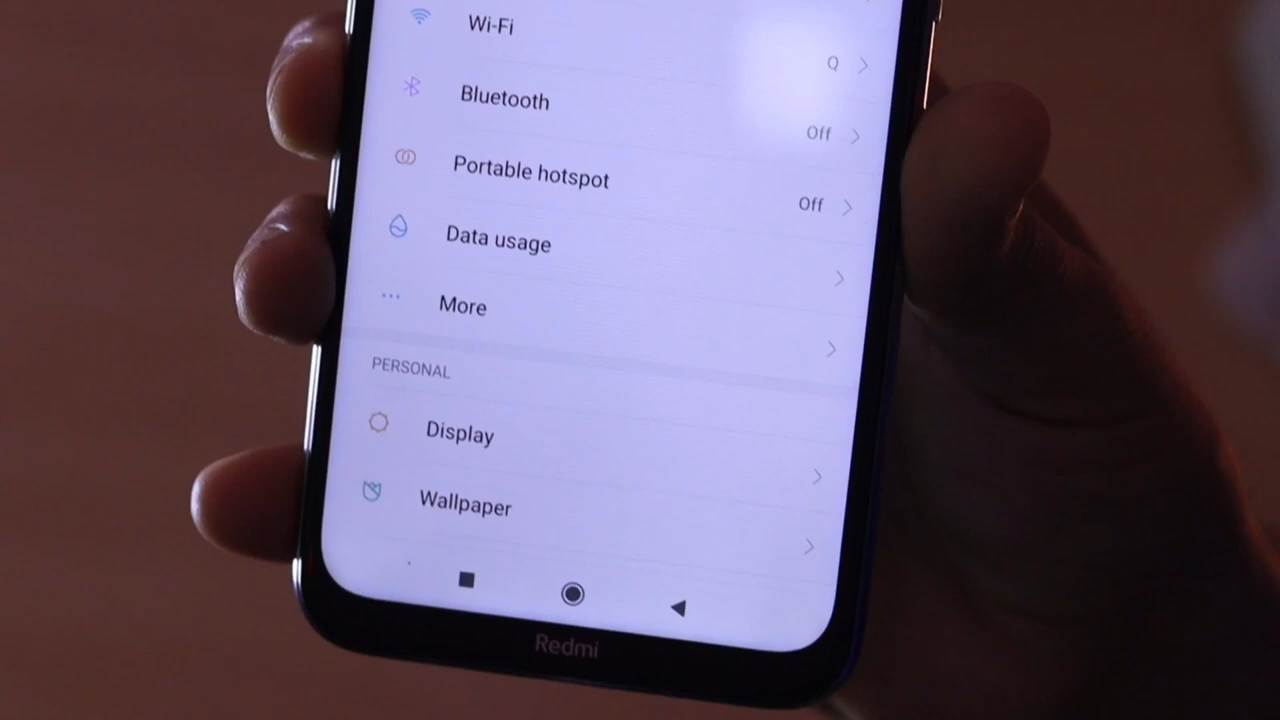 Wi-Fi
Q
Bluetooth
Off
Portable hotspot
Off
Data usage
More
PERSONAL
Display
Wallpaper
Redmi